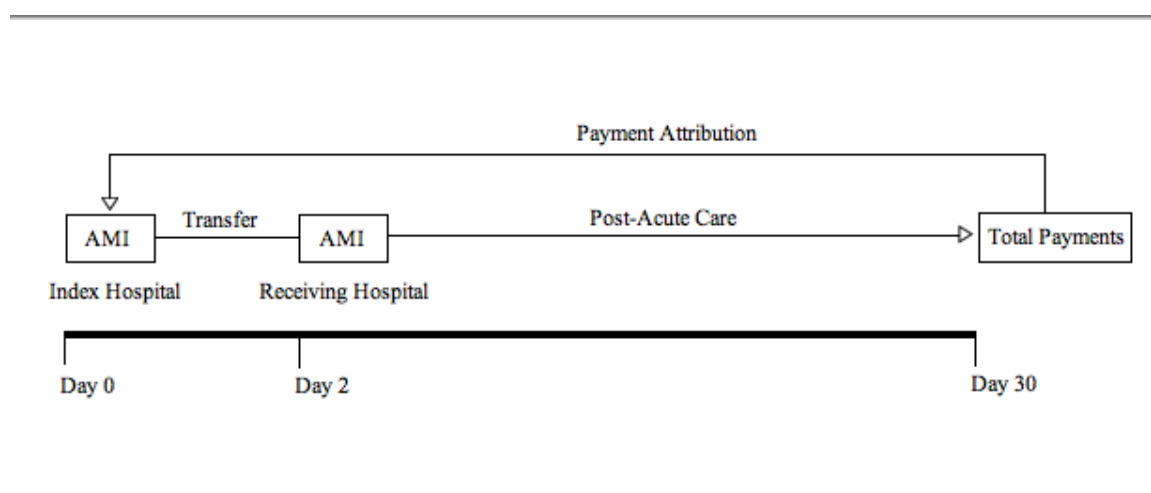 Payment Attribution
AMI
Transfer
AMI
Post-Acute Care
Total Payments
Index Hospital
Receiving Hospital
Day 0
Day 2
Day 30